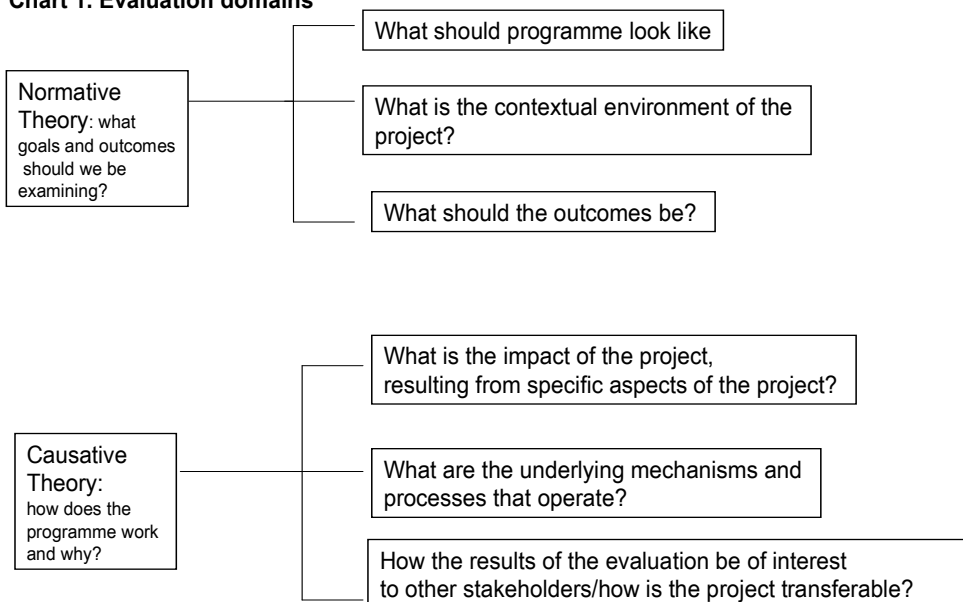 Chart 1. Evaluation domains
What should programme look like
Normative
Theory: what
goals and outcomes
should we be
examining?
What is the contextual environment of the
project?
What should the outcomes be?
What is the impact of the project,
resulting from specific aspects of the project?
Causative
Theory:
how does the
programme work
and why?
What are the underlying mechanisms and
processes that operate?
How the results of the evaluation be of interest
to other stakeholders/how is the project transferable?